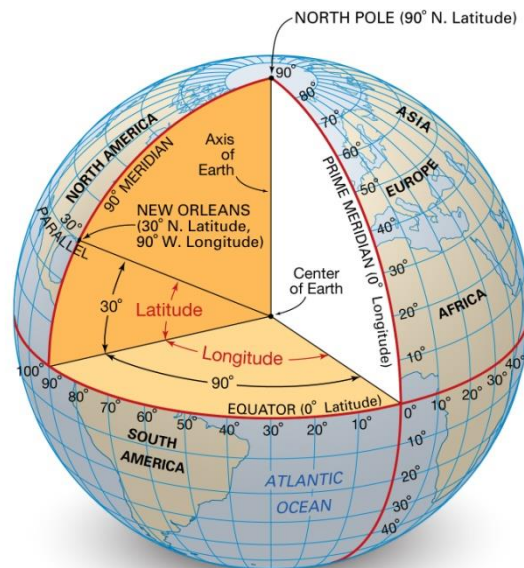 NORTH POLE (90° N. Latitude)
90°
80°
70°
60°
50°
40°
30°
20°
10°
0°
ASIA
EUROPE
AFRICA
NORTH AMERICA
90° MERIDIAN
30°
PARALLEL
Axis
of
Earth
PRIME MERIDIAN (0° Longitude)
NEW ORLEANS
(30° N. Latitude,
90° W. Longitude)
Center
of Earth
30°
Latitude
Longitude
90°
EQUATOR (0° Latitude)
100° 90° 80° 70° 60° 50° 40° 30° 20° 10°
10° 20° 30° 40°
SOUTH
AMERICA
ATLANTIC
OCEAN
10°
20°
30°
40°